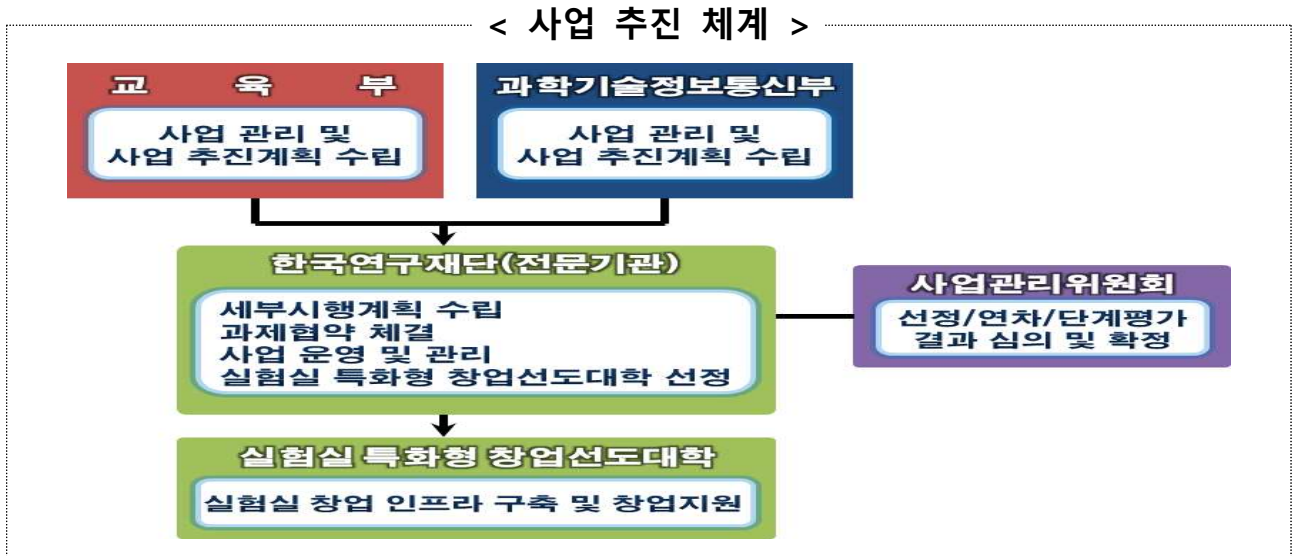 < 사업 추진 체계 >
교 육 부
사업 관리 및
사업 추진계획 수립
과학기술정보통신부
사업 관리 및
사업 추진계획 수립
한국연구재단(전문기관)
세부시행계획 수립
과제협약 체결
사업 운영 및 관리
실험실 특화형 창업선도대학 선정
사업관리위원회
선정/연차/단계평가
결과 심의 및 확정
실험실 특화형 창업선도대학
실험실 창업 인프라 구축 및 창업지원